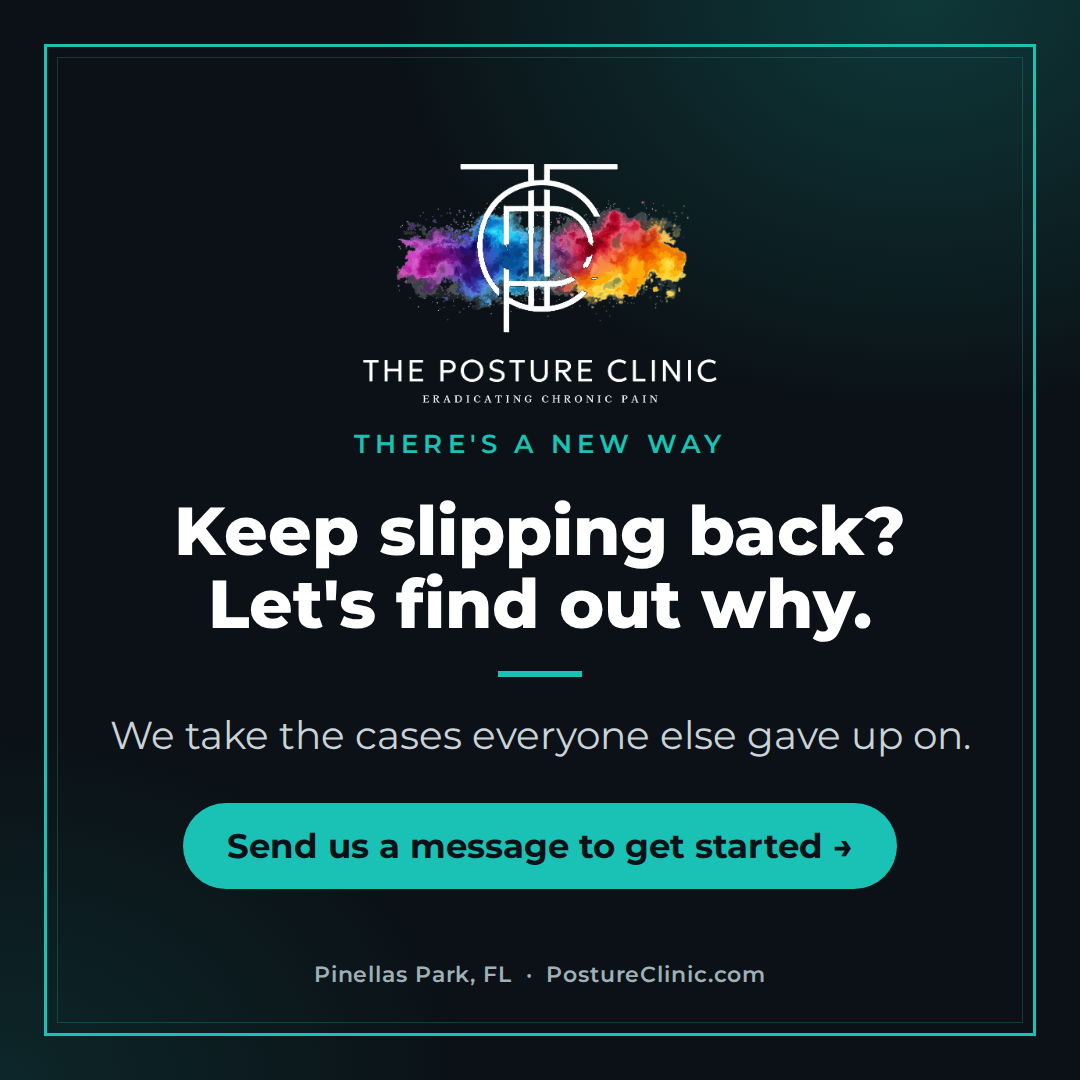 THE POSTURE CLINIC
ERADICATING CHRONIC PAIN
THERE'S A NEW WAY
Keep slipping back?
Let's find out why.
We take the cases everyone else gave up on.
Send us a message to get started →
Pinellas Park, FL · PostureClinic.com